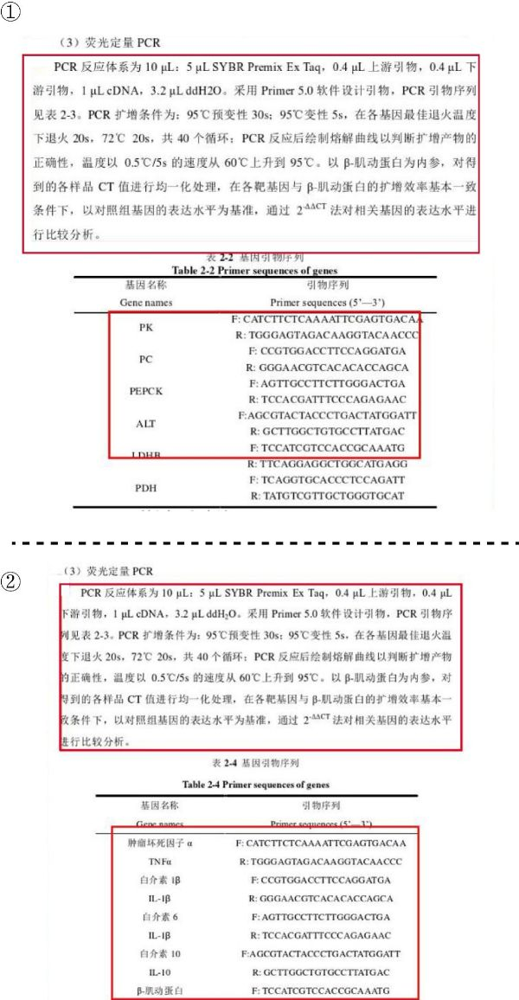 ①
（3）荧光定量 PCR
PCR 反应体系为 10 μL：5 μL SYBR Premix Ex Taq，0.4 μL 上游引物，0.4 μL 下
游引物，1 μL cDNA，3.2 μL ddH2O。采用 Primer 5.0 软件设计引物，PCR 引物序列
见表 2-3。PCR 扩增条件为：95℃预变性 30s；95℃变性 5s，在各基因最佳退火温度
下退火 20s，72℃ 20s，共 40 个循环；PCR 反应后绘制熔解曲线以判断扩增产物的
正确性，温度以 0.5℃/5s 的速度从 60℃上升到 95℃。以 β-肌动蛋白为内参，对得
到的各样品 CT 值进行均一化处理，在各靶基因与 β-肌动蛋白的扩增效率基本一致
条件下，以对照组基因的表达水平为基准，通过 2-ΔΔCT 法对相关基因的表达水平进
行比较分析。
表 2-2 基因引物序列
Table 2-2 Primer sequences of genes
基因名称 引物序列
Gene names Primer sequences (5’—3’)
F: CATCTTCTCAAAATTCGAGTGACAA
PK
R: TGGGAGTAGACAAGGTACAACCC
F: CCGTGGACCTTCCAGGATGA
PC
R: GGGAACGTCACACACCAGCA
F: AGTTGCCTTCTTGGGACTGA
PEPCK
R: TCCACGATTTCCCAGAGAAC
F:AGCGTACTACCCTGACTATGGATT
ALT
R: GCTTGGCTGTGCCTTATGAC
F: TCCATCGTCCACCGCAAATG
LDHB
R: TTCAGGAGGCTGGCATGAGG
F: TCAGGTGCACCCTCCAGATT
PDH
R: TATGTCGTTGCTGGGTGCAT
②
（3）荧光定量 PCR
PCR 反应体系为 10 μL：5 μL SYBR Premix Ex Taq，0.4 μL 上游引物，0.4 μL
下游引物，1 μL cDNA，3.2 μL ddH₂O。采用 Primer 5.0 软件设计引物，PCR 引物序
列见表 2-3。PCR 扩增条件为：95℃预变性 30s；95℃变性 5s，在各基因最佳退火温
度下退火 20s，72℃ 20s，共 40 个循环；PCR 反应后绘制熔解曲线以判断扩增产物
的正确性，温度以 0.5℃/5s 的速度从 60℃上升到 95℃。以 β-肌动蛋白为内参，对
得到的各样品 CT 值进行均一化处理，在各靶基因与 β-肌动蛋白的扩增效率基本一
致条件下，以对照组基因的表达水平为基准，通过 2-ΔΔCT 法对相关基因的表达水平
进行比较分析。
表 2-4 基因引物序列
Table 2-4 Primer sequences of genes
基因名称 引物序列
Gene names Primer sequences (5’—3’)
肿瘤坏死因子 α F: CATCTTCTCAAAATTCGAGTGACAA
TNFα R: TGGGAGTAGACAAGGTACAACCC
白介素 1β F: CCGTGGACCTTCCAGGATGA
IL-1β R: GGGAACGTCACACACCAGCA
白介素 6 F: AGTTGCCTTCTTGGGACTGA
IL-1β R: TCCACGATTTCCCAGAGAAC
白介素 10 F:AGCGTACTACCCTGACTATGGATT
IL-10 R: GCTTGGCTGTGCCTTATGAC
β-肌动蛋白 F: TCCATCGTCCACCGCAAATG